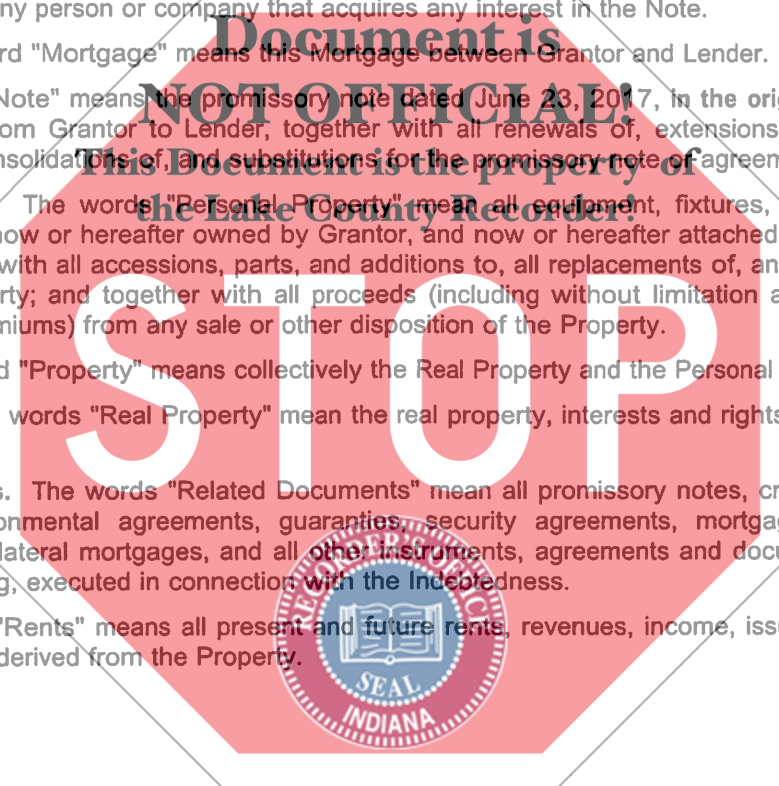 ny person or company that acquires any interest in the Note.
Document is
rd "Mortgage" means this Mortgage between Grantor and Lender.
NOT OFFICIAL!
Note" means the promissory note dated June 23, 2017, in the ori
om Grantor to Lender, together with all renewals of, extensions
This Document is the property of
nsolidations of, and substitutions for the promissory note or agreem
the Lake County Recorder!
The words "Personal Property" mean all equipment, fixtures,
now or hereafter owned by Grantor, and now or hereafter attached
with all accessions, parts, and additions to, all replacements of, an
rty; and together with all proceeds (including without limitation a
miums) from any sale or other disposition of the Property.
STOP
d "Property" means collectively the Real Property and the Personal
words "Real Property" mean the real property, interests and rights
s. The words "Related Documents" mean all promissory notes, cr
onmental agreements, guaranties, security agreements, mortga
lateral mortgages, and all other instruments, agreements and docu
g, executed in connection with the Indebtedness.
RECORDER'S OFFICE
"Rents" means all present and future rents, revenues, income, issu
derived from the Property.
SEAL
INDIANA